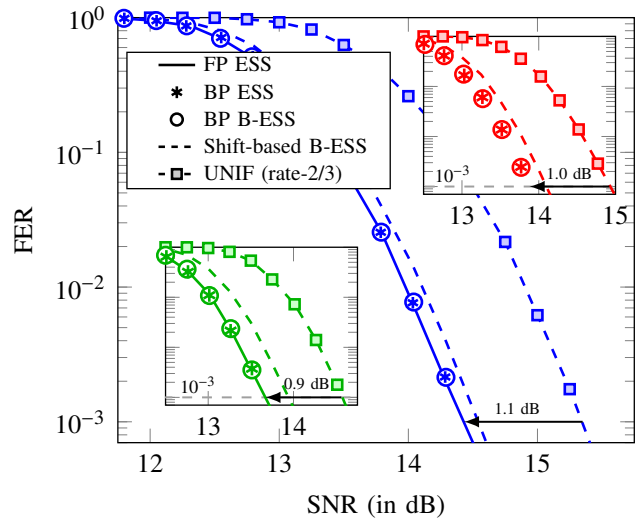 10^0
10^-1
10^-2
10^-3
FER
FP ESS
BP ESS
BP B-ESS
Shift-based B-ESS
UNIF (rate-2/3)
10^-3
1.0 dB
13 14 15
10^-3
0.9 dB
13 14
1.1 dB
12 13 14 15
SNR (in dB)